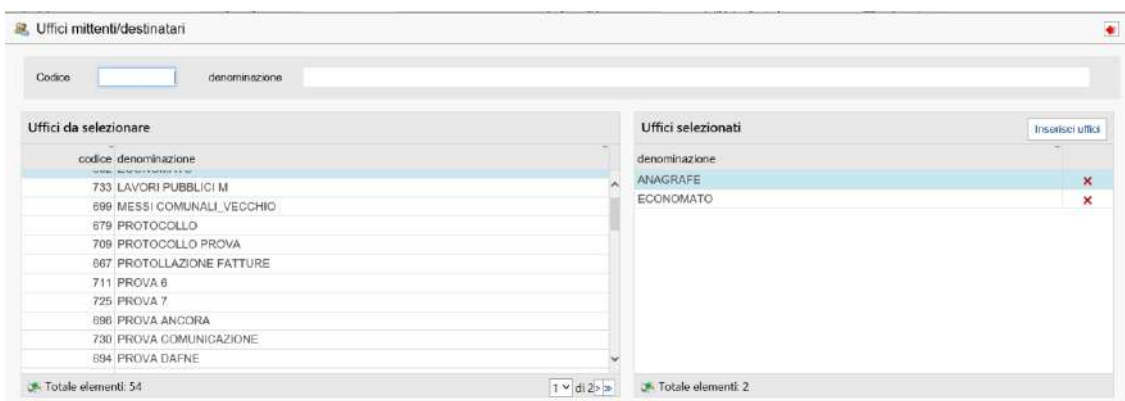 Uffici mittenti/destinatari
Codice denominazione
Uffici da selezionare
codice denominazione
733 LAVORI PUBBLICI M
699 MESSI COMUNALI_VECCHIO
679 PROTOCOLLO
709 PROTOCOLLO PROVA
667 PROTOLLAZIONE FATTURE
711 PROVA 6
725 PROVA 7
696 PROVA ANCORA
730 PROVA COMUNICAZIONE
694 PROVA DAFNE
Totale elementi: 54
1 di 2 > >>
Uffici selezionati
Inserisci uffici
denominazione
ANAGRAFE
ECONOMATO
Totale elementi: 2